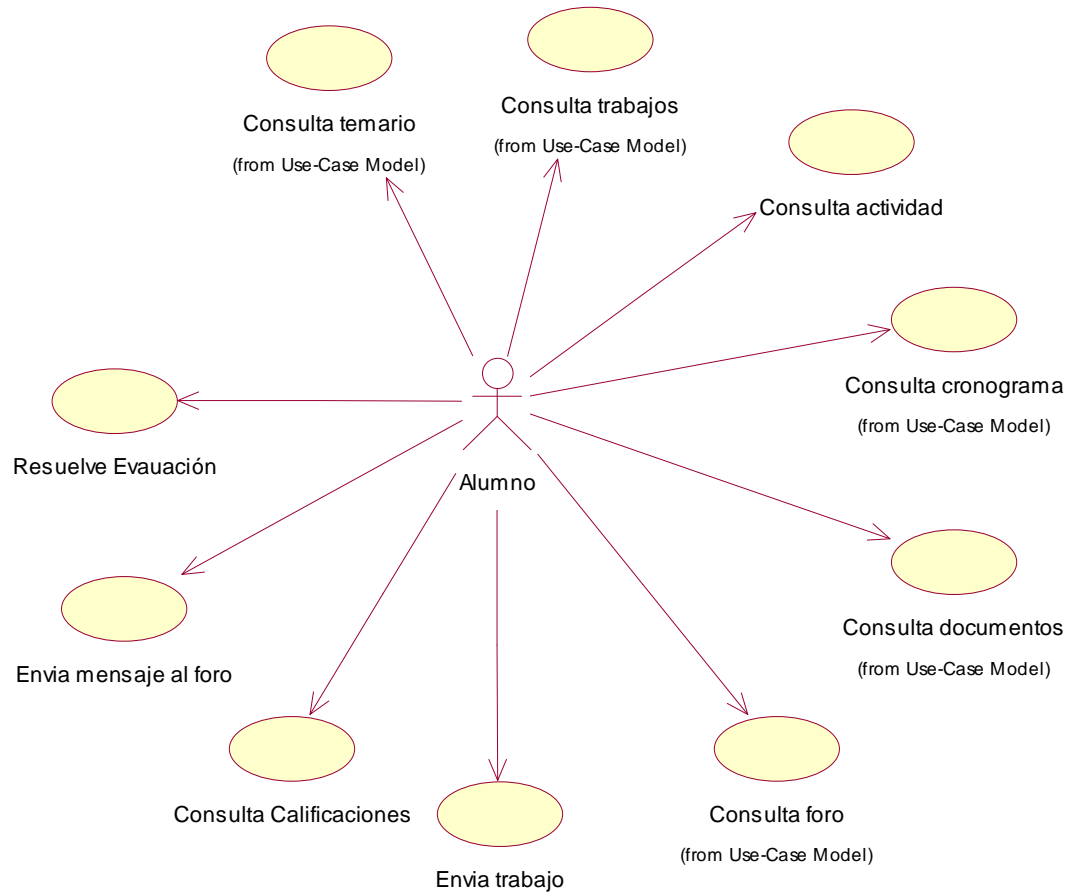 Consulta trabajos
(from Use-Case Model)
Consulta temario
(from Use-Case Model)
Consulta actividad
Consulta cronograma
(from Use-Case Model)
Resuelve Evauación
Alumno
Consulta documentos
(from Use-Case Model)
Envia mensaje al foro
Consulta Calificaciones
Consulta foro
(from Use-Case Model)
Envia trabajo